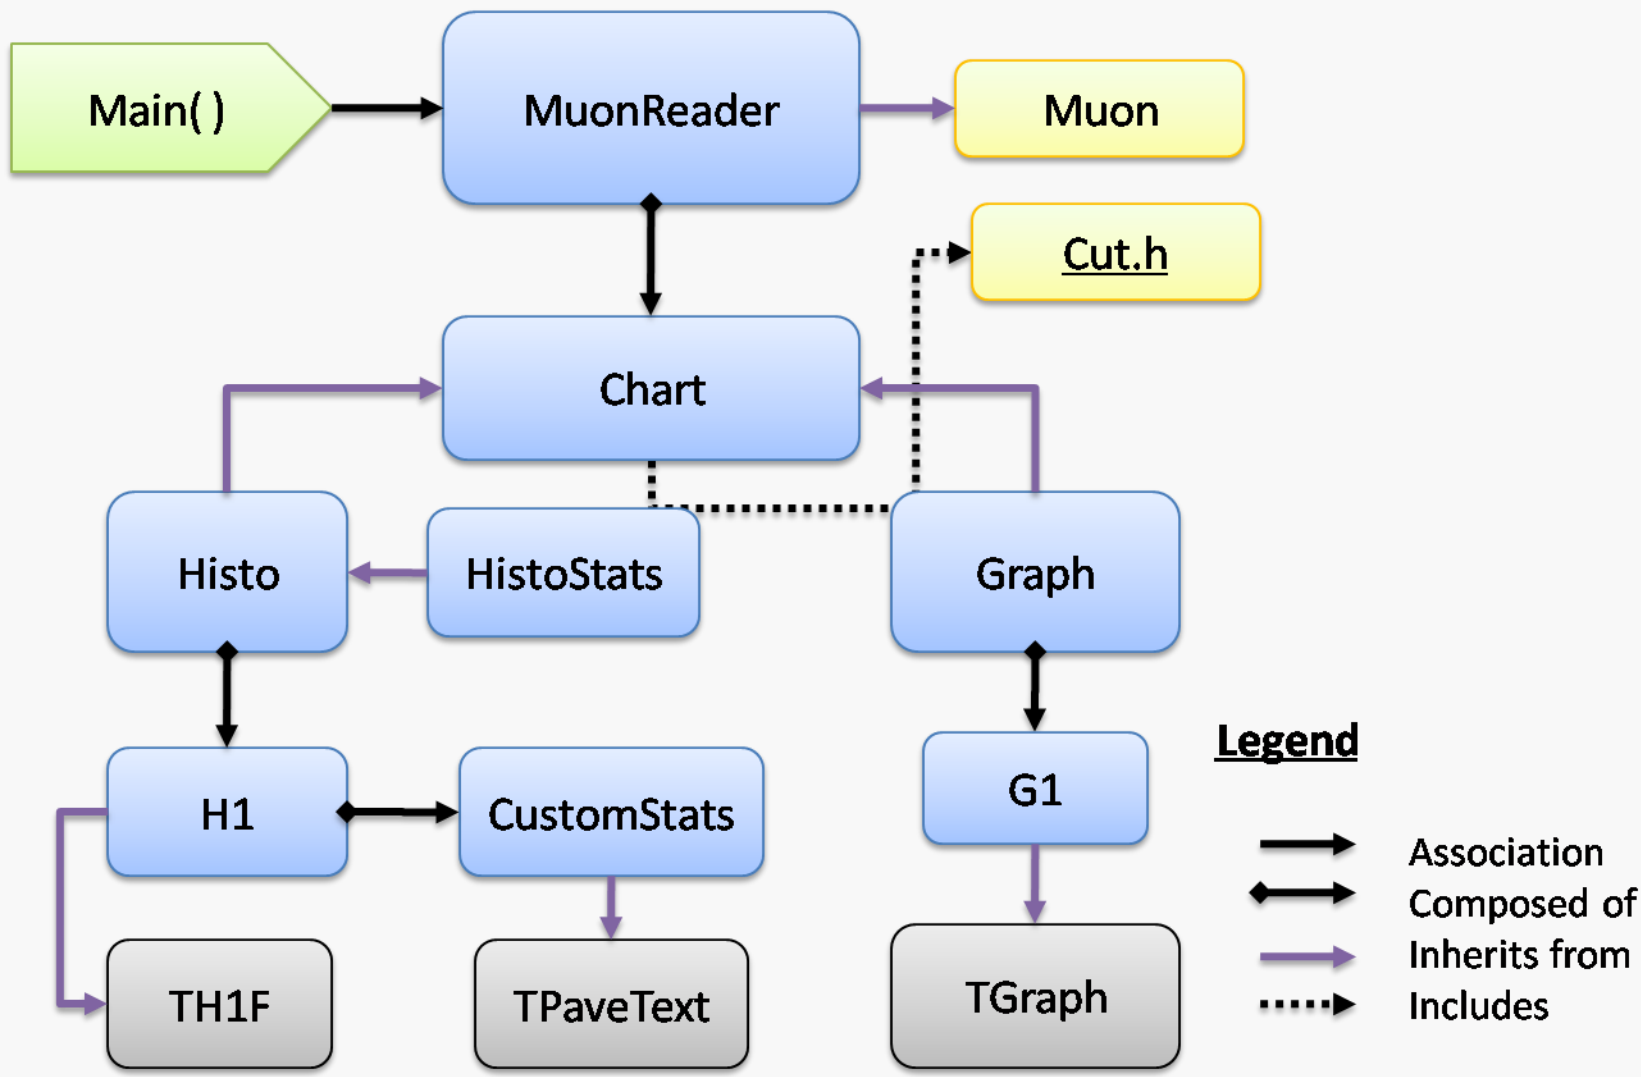 Main( )
MuonReader
Muon
Cut.h
Chart
Histo
HistoStats
Graph
H1
CustomStats
G1
TH1F
TPaveText
TGraph
Legend
Association
Composed of
Inherits from
Includes